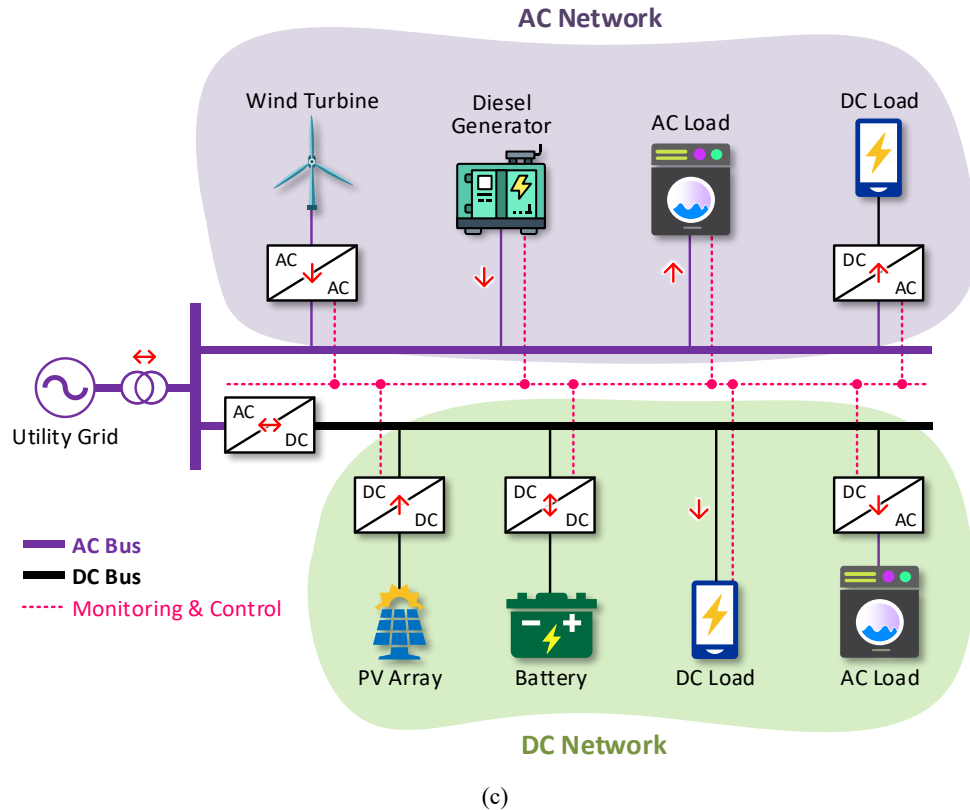 AC Network
Wind Turbine
Diesel
Generator
AC Load
DC Load
AC
AC
DC
AC
Utility Grid
AC
DC
DC
DC
DC
DC
DC
AC
AC Bus
DC Bus
Monitoring & Control
PV Array
Battery
DC Load
AC Load
DC Network
(c)